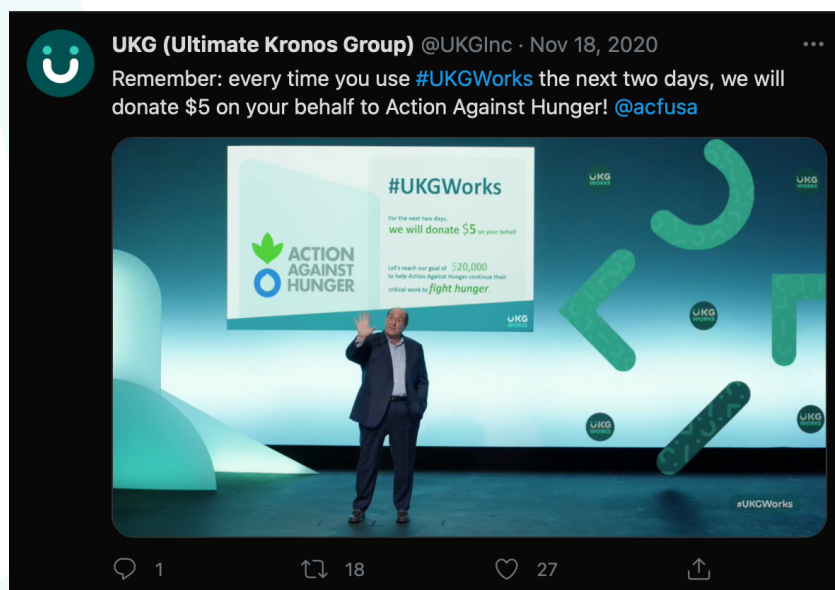 UKG (Ultimate Kronos Group) @UKGInc · Nov 18, 2020
Remember: every time you use #UKGWorks the next two days, we will
donate $5 on your behalf to Action Against Hunger! @acfusa
#UKGWorks
For the next two days,
we will donate $5 on your behalf
ACTION
AGAINST
HUNGER
Let's reach our goal of $20,000
to help Action Against Hunger continue their
critical work to fight hunger
UKG
WORKS
UKG
WORKS
UKG
WORKS
UKG
WORKS
UKG
WORKS
UKG
WORKS
#UKGWorks
1
18
27